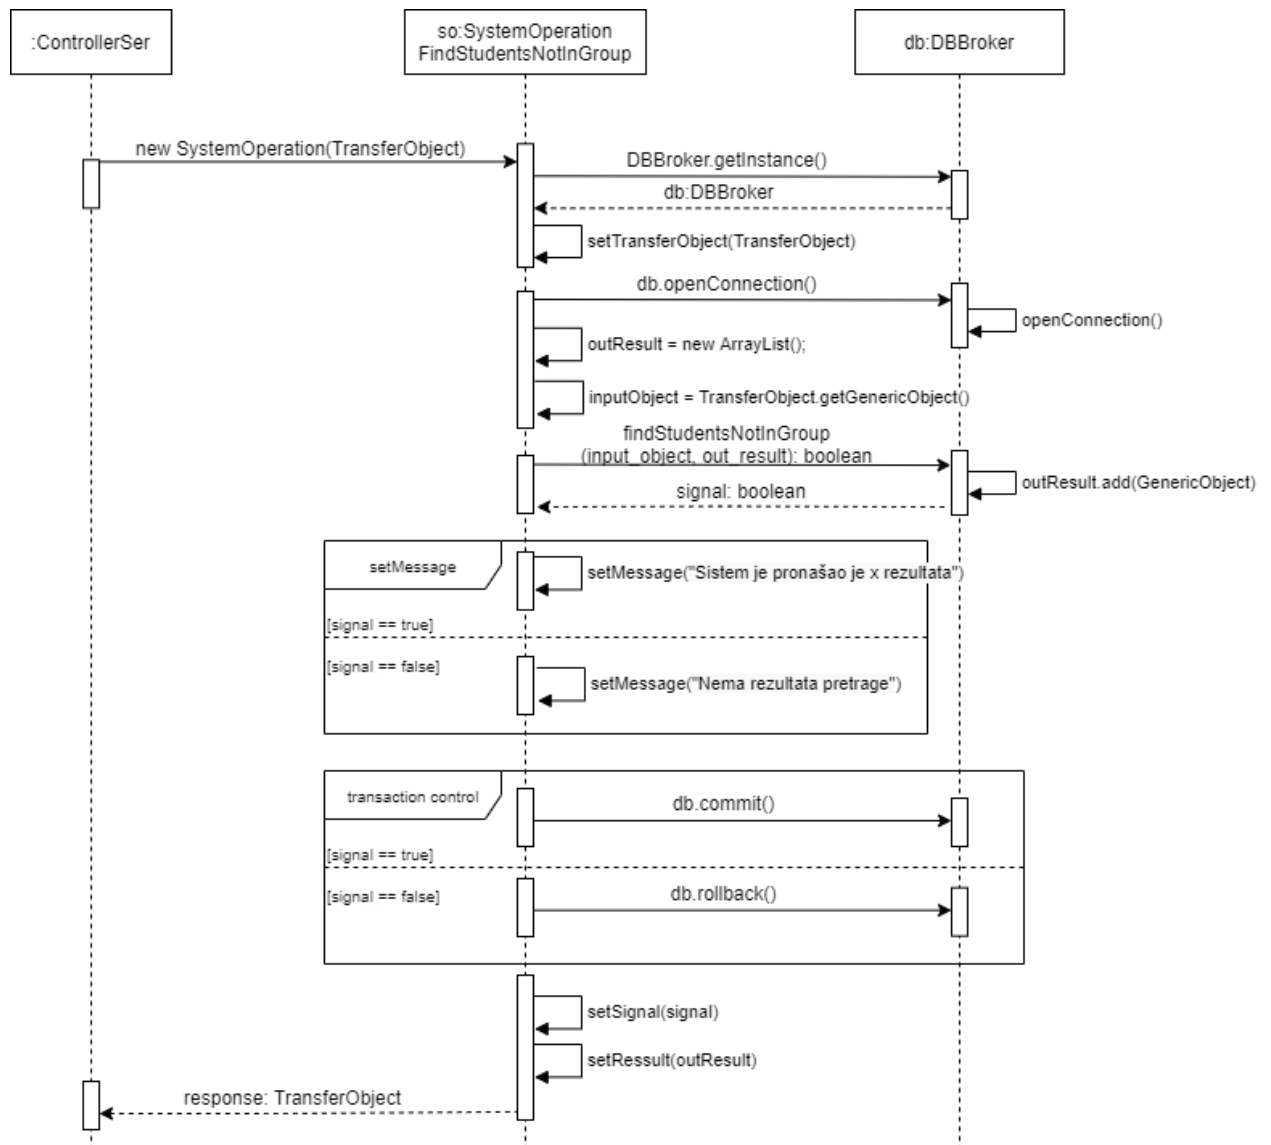 :ControllerSer
so:SystemOperation
FindStudentsNotInGroup
db:DBBroker
new SystemOperation(TransferObject)
DBBroker.getInstance()
db:DBBroker
setTransferObject(TransferObject)
db.openConnection()
openConnection()
outResult = new ArrayList();
inputObject = TransferObject.getGenericObject()
findStudentsNotInGroup
(input_object, out_result): boolean
outResult.add(GenericObject)
signal: boolean
setMessage
setMessage("Sistem je pronašao je x rezultata")
[signal == true]
[signal == false]
setMessage("Nema rezultata pretrage")
transaction control
db.commit()
[signal == true]
[signal == false]
db.rollback()
setSignal(signal)
setRessult(outResult)
response: TransferObject